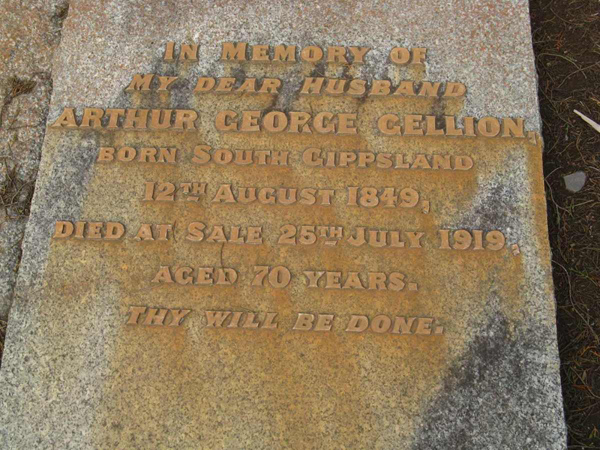 IN MEMORY OF
MY DEAR HUSBAND
ARTHUR GEORGE GELLION,
BORN SOUTH GIPPSLAND
12TH AUGUST 1849,
DIED AT SALE 25TH JULY 1919,
AGED 70 YEARS.
THY WILL BE DONE.